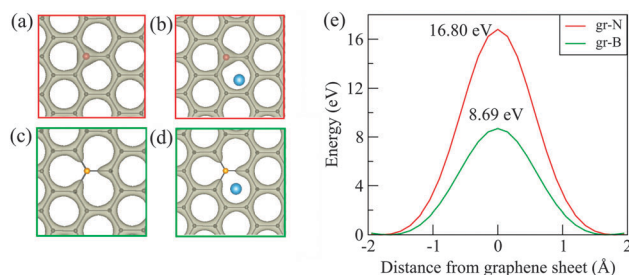 (a)
(b)
(c)
(d)
(e)
16.80 eV
8.69 eV
gr-N
gr-B
Energy (eV)
16
12
8
4
0
-2
-1
0
1
2
Distance from graphene sheet (Å)